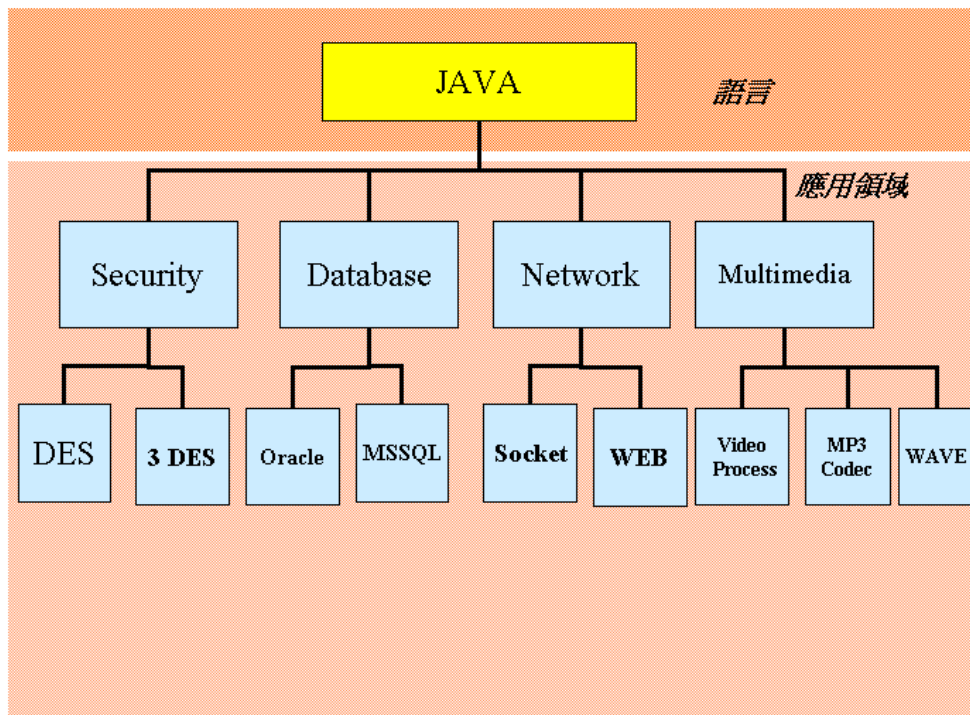 JAVA
語言
應用領域
Security
Database
Network
Multimedia
DES
3 DES
Oracle
MSSQL
Socket
WEB
Video
Process
MP3
Codec
WAVE